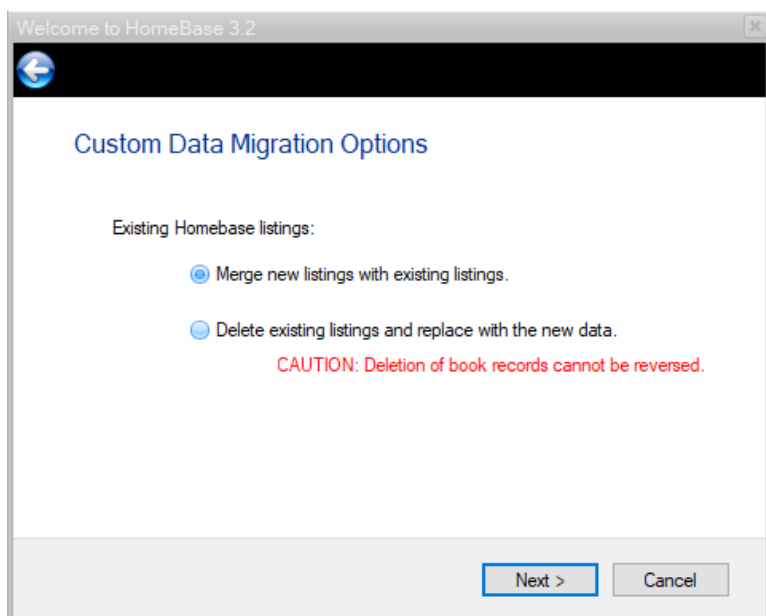 Welcome to HomeBase 3.2
Custom Data Migration Options
Existing Homebase listings:
Merge new listings with existing listings.
Delete existing listings and replace with the new data.
CAUTION: Deletion of book records cannot be reversed.
Next >
Cancel